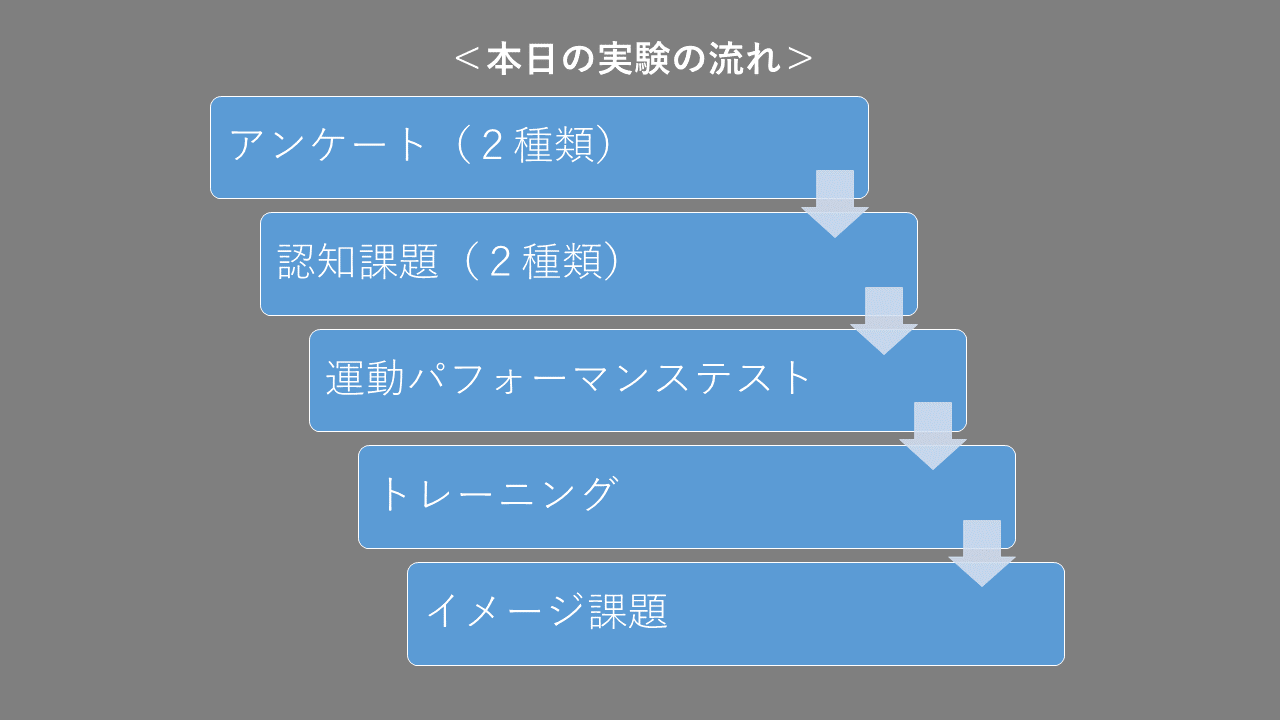 ＜本日の実験の流れ＞
アンケート（２種類）
認知課題（２種類）
運動パフォーマンステスト
トレーニング
イメージ課題